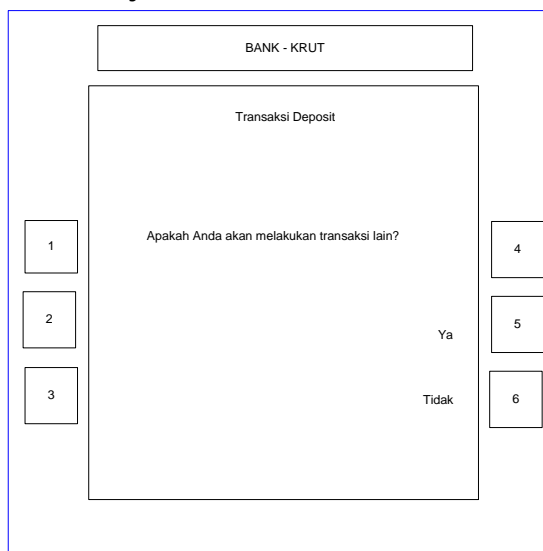 BANK - KRUT
Transaksi Deposit
Apakah Anda akan melakukan transaksi lain?
1
4
2
5
Ya
3
Tidak
6